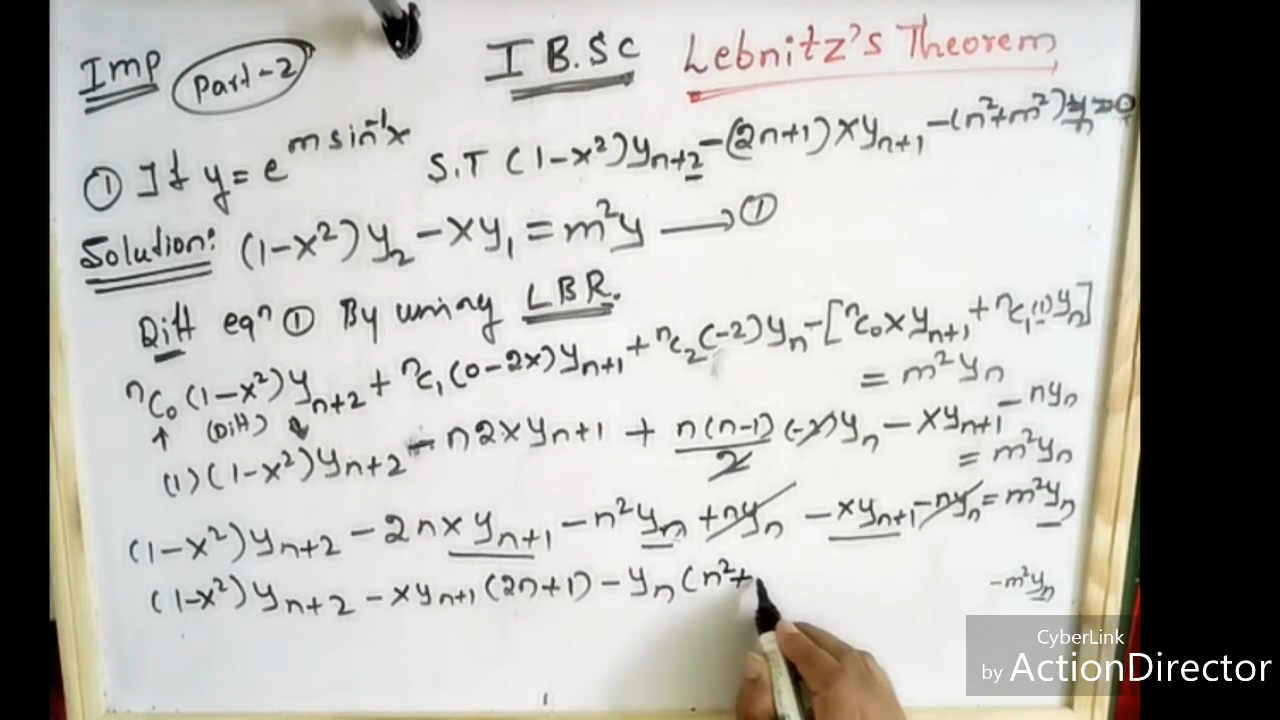 Imp Part-2 I B.Sc Lebnitz's Theorem
① If y = e^{m sin⁻¹x} S.T (1-x²)y_{n+2} - (2n+1)xy_{n+1} - (n²+m²)y_n = 0
Solution: (1-x²)y₂ - xy₁ = m²y ⟶ ①
Diff eqⁿ ① By using LBR.
ⁿC₀(1-x²)y_{n+2} + ⁿC₁(0-2x)y_{n+1} + ⁿC₂(-2)y_n - [ⁿC₀xy_{n+1} + ⁿC₁(1)y_n]
= m²y_n
↑ (Diff) ↓
(1)(1-x²)y_{n+2} - n2xy_{n+1} + n(n-1)/2 (-2)y_n - xy_{n+1} - ny_n
= m²y_n
(1-x²)y_{n+2} - 2nxy_{n+1} - n²y_n + ny_n - xy_{n+1} - ny_n = m²y_n
(1-x²)y_{n+2} - xy_{n+1}(2n+1) - y_n(n²+ -m²y_n
CyberLink
by ActionDirector